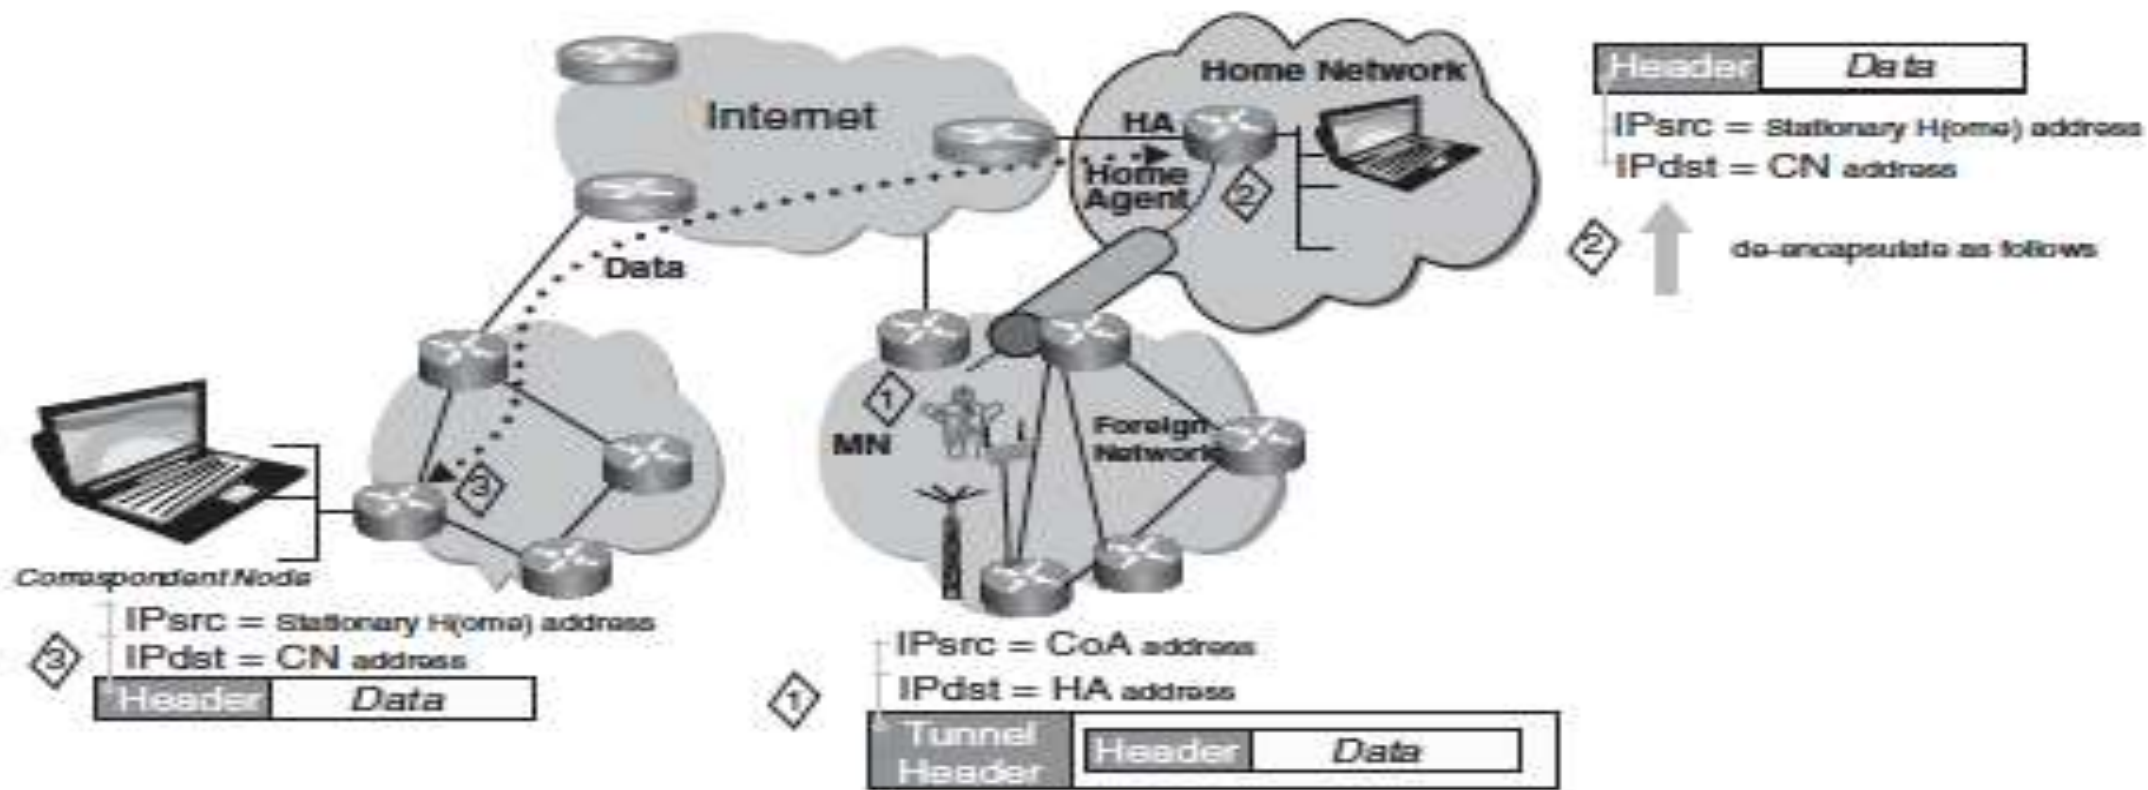 Home Network
Internet
HA
Home
Agent
2
Header Data
IPsrc = Stationary H(ome) address
IPdst = CN address
2
de-encapsulate as follows
Data
1
MN
Foreign
Network
3
Correspondent Node
IPsrc = Stationary H(ome) address
IPdst = CN address
3
Header Data
IPsrc = CoA address
IPdst = HA address
1
Tunnel
Header
Header Data